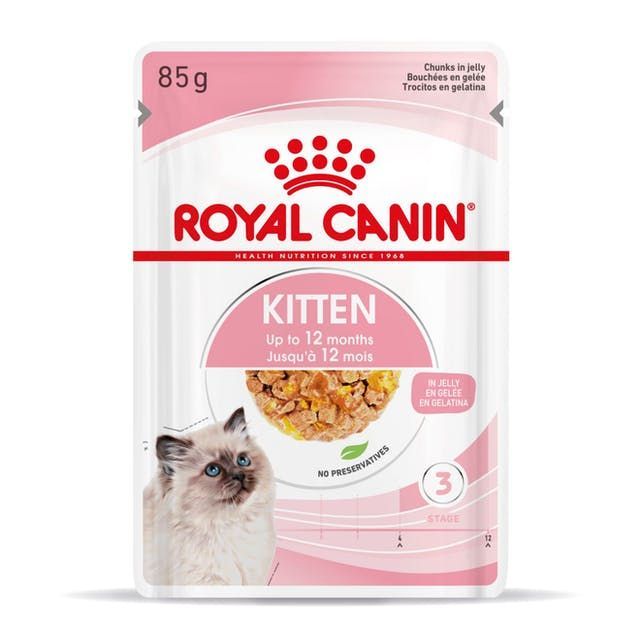 85g
Chunks in jelly
Bouchées en gelée
Trocitos en gelatina
ROYAL CANIN®
HEALTH NUTRITION SINCE 1968
KITTEN
Up to 12 months
Jusqu'à 12 mois
IN JELLY
EN GELÉE
EN GELATINA
NO PRESERVATIVES
3
STAGE
4
12